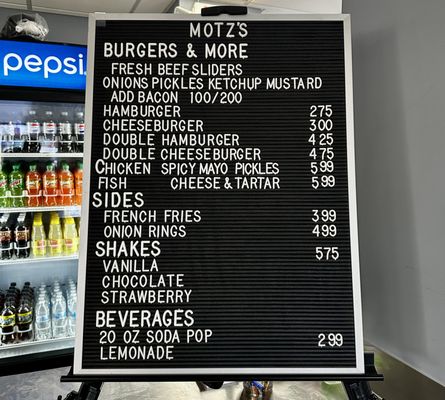 MOTZ'S
BURGERS & MORE
FRESH BEEF SLIDERS
ONIONS PICKLES KETCHUP MUSTARD
ADD BACON 100/200
HAMBURGER 275
CHEESEBURGER 300
DOUBLE HAMBURGER 425
DOUBLE CHEESEBURGER 475
CHICKEN SPICY MAYO PICKLES 599
FISH CHEESE & TARTAR 599
SIDES
FRENCH FRIES 399
ONION RINGS 499
SHAKES 575
VANILLA
CHOCOLATE
STRAWBERRY
BEVERAGES
20 OZ SODA POP 299
LEMONADE
pepsi